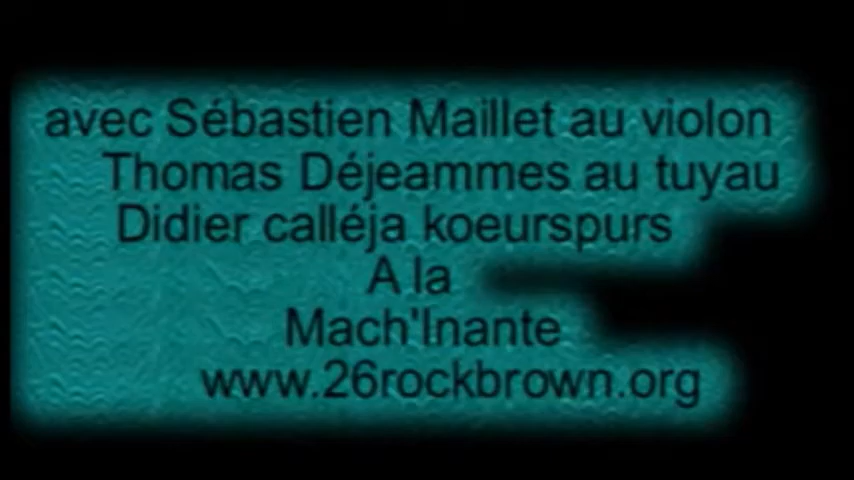 avec Sébastien Maillet au violon
Thomas Déjeammes au tuyau
Didier calléja koeurspurs
A la
Mach'Inante
www.26rockbrown.org